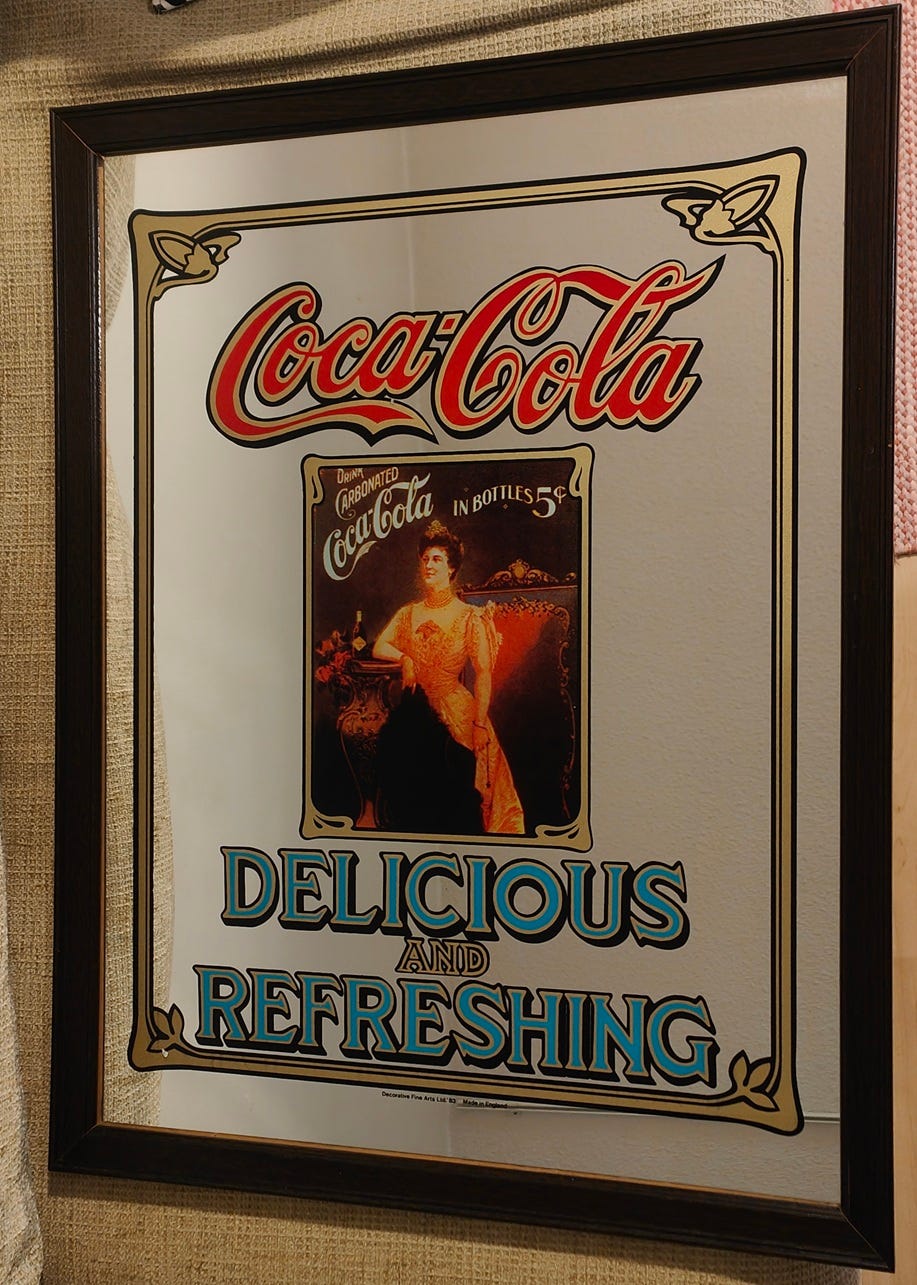 Coca-Cola
DRINK
CARBONATED
Coca-Cola
IN BOTTLES 5¢
DELICIOUS
AND
REFRESHING
Decorative Fine Arts Ltd.' 83 Made in England